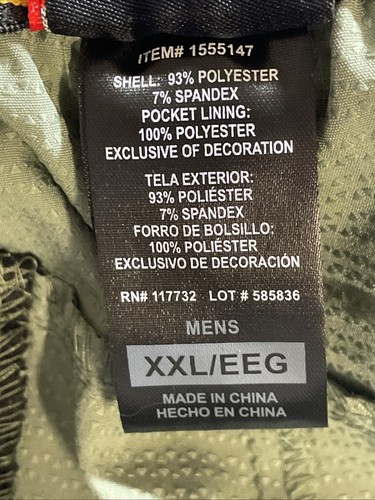 ITEM# 1555147
SHELL: 93% POLYESTER
7% SPANDEX
POCKET LINING:
100% POLYESTER
EXCLUSIVE OF DECORATION
TELA EXTERIOR:
93% POLIÉSTER
7% SPANDEX
FORRO DE BOLSILLO:
100% POLIÉSTER
EXCLUSIVO DE DECORACIÓN
RN# 117732 LOT # 585836
MENS
XXL/EEG
MADE IN CHINA
HECHO EN CHINA